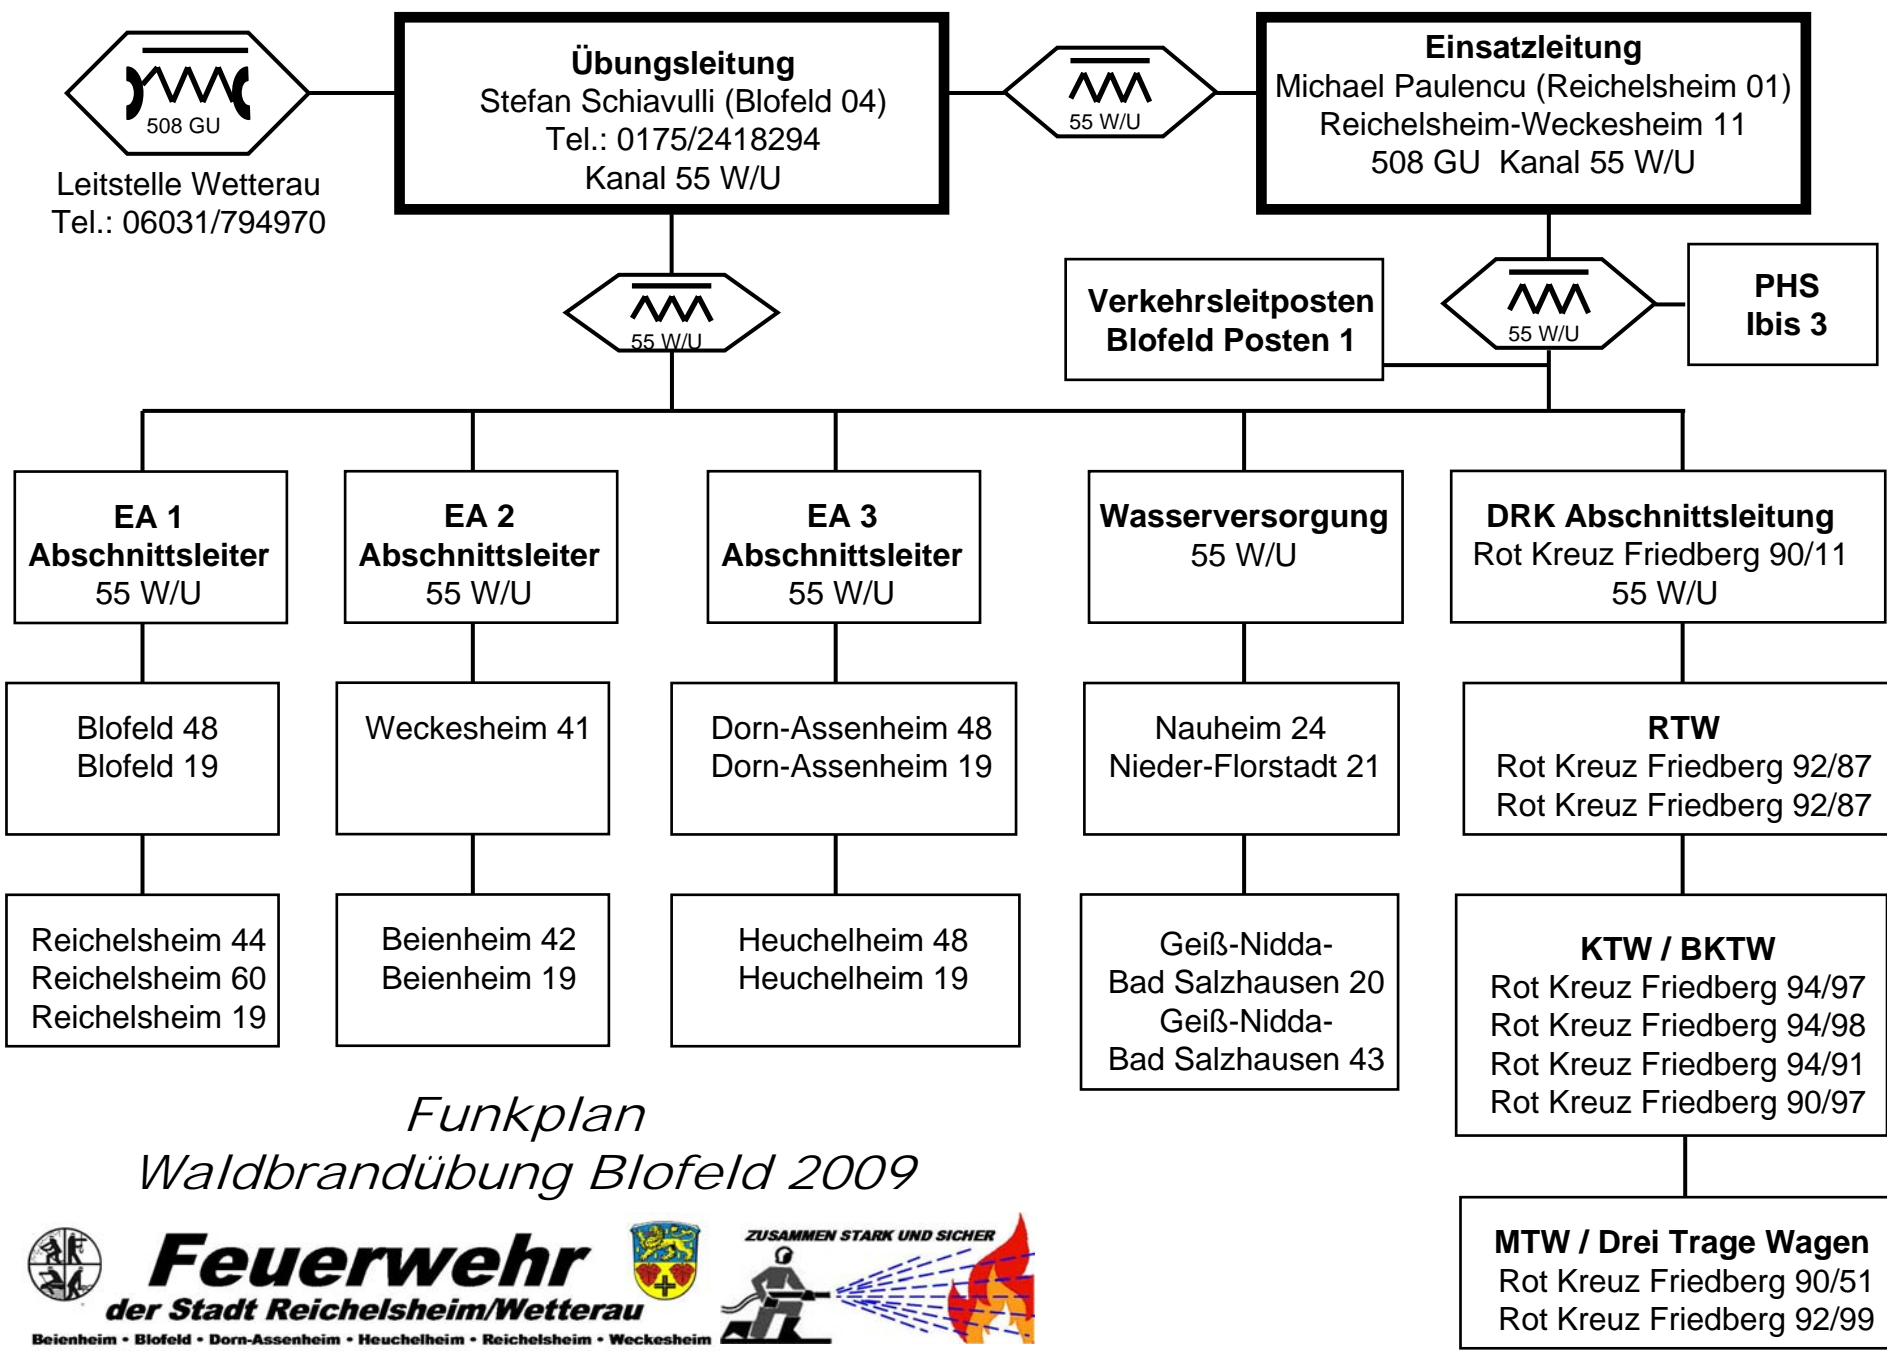 508 GU
Leitstelle Wetterau
Tel.: 06031/794970
Übungsleitung
Stefan Schiavulli (Blofeld 04)
Tel.: 0175/2418294
Kanal 55 W/U
55 W/U
Einsatzleitung
Michael Paulencu (Reichelsheim 01)
Reichelsheim-Weckesheim 11
508 GU Kanal 55 W/U
55 W/U
Verkehrsleitposten
Blofeld Posten 1
55 W/U
PHS
Ibis 3
EA 1
Abschnittsleiter
55 W/U
EA 2
Abschnittsleiter
55 W/U
EA 3
Abschnittsleiter
55 W/U
Wasserversorgung
55 W/U
DRK Abschnittsleitung
Rot Kreuz Friedberg 90/11
55 W/U
Blofeld 48
Blofeld 19
Weckesheim 41
Dorn-Assenheim 48
Dorn-Assenheim 19
Nauheim 24
Nieder-Florstadt 21
RTW
Rot Kreuz Friedberg 92/87
Rot Kreuz Friedberg 92/87
Reichelsheim 44
Reichelsheim 60
Reichelsheim 19
Beienheim 42
Beienheim 19
Heuchelheim 48
Heuchelheim 19
Geiß-Nidda-
Bad Salzhausen 20
Geiß-Nidda-
Bad Salzhausen 43
KTW / BKTW
Rot Kreuz Friedberg 94/97
Rot Kreuz Friedberg 94/98
Rot Kreuz Friedberg 94/91
Rot Kreuz Friedberg 90/97
MTW / Drei Trage Wagen
Rot Kreuz Friedberg 90/51
Rot Kreuz Friedberg 92/99
Funkplan
Waldbrandübung Blofeld 2009
Feuerwehr
der Stadt Reichelsheim/Wetterau
Beienheim • Blofeld • Dorn-Assenheim • Heuchelheim • Reichelsheim • Weckesheim
ZUSAMMEN STARK UND SICHER